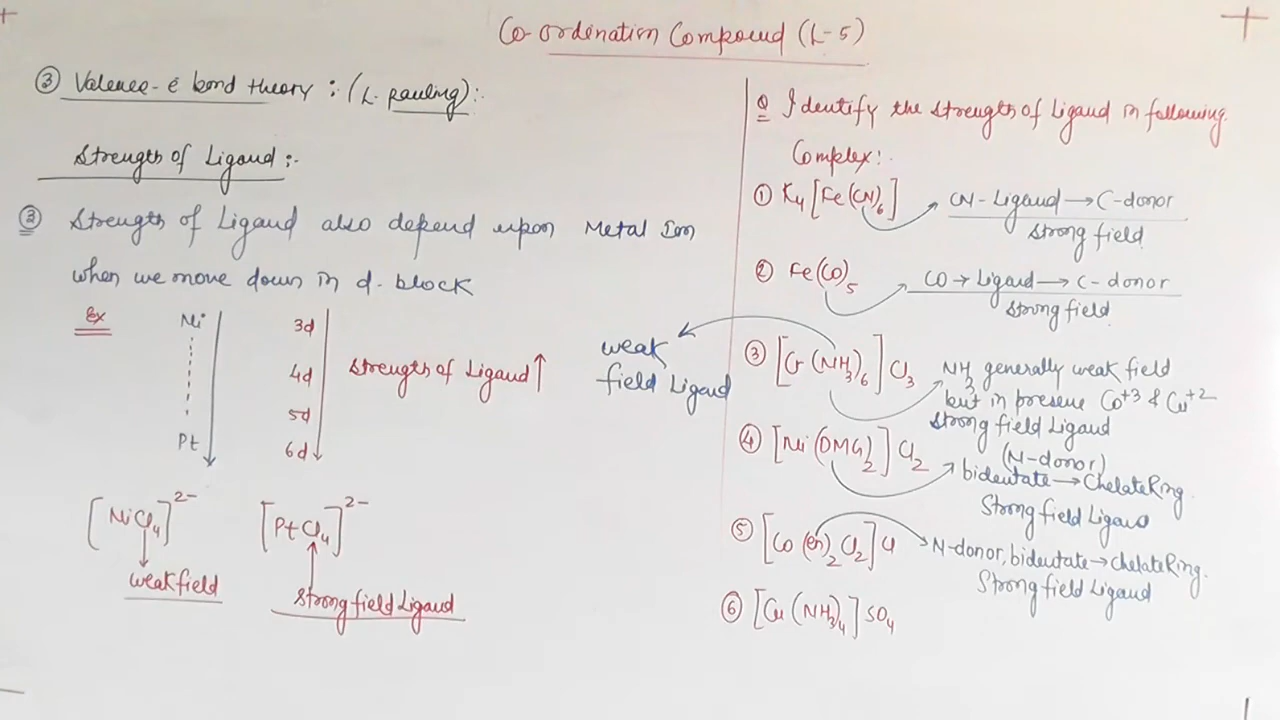 Co-ordination Compound (L-5)
③ Valence-é bond theory :- (L. pauling):-
Strength of Ligand :-
② Strength of Ligand also depend upon Metal Ion
when we move down in d-block
Ex
Ni
Pt
3d
4d
5d
6d
Strength of Ligand ↑
[NiCl4]2-
weak field
[PtCl4]2-
Strong field Ligand
Q Identify the strength of Ligand in following
Complex:-
① K4[Fe(CN)6]
CN-Ligand → C-donor
Strong field
② Fe(CO)5
CO → Ligand → C-donor
Strong field
weak
field Ligand
③ [Cr(NH3)6]Cl3
NH3 generally weak field
but in presene Co+3 & Cu+2
Strong field Ligand
(N-donor)
④ [Ni(DMG)2]Cl2
bidentate → Chelate Ring.
Strong field Ligand
⑤ [Co(en)2Cl2]Cl
N-donor, bidentate → chelate Ring.
Strong field Ligand
⑥ [Cu(NH3)4]SO4